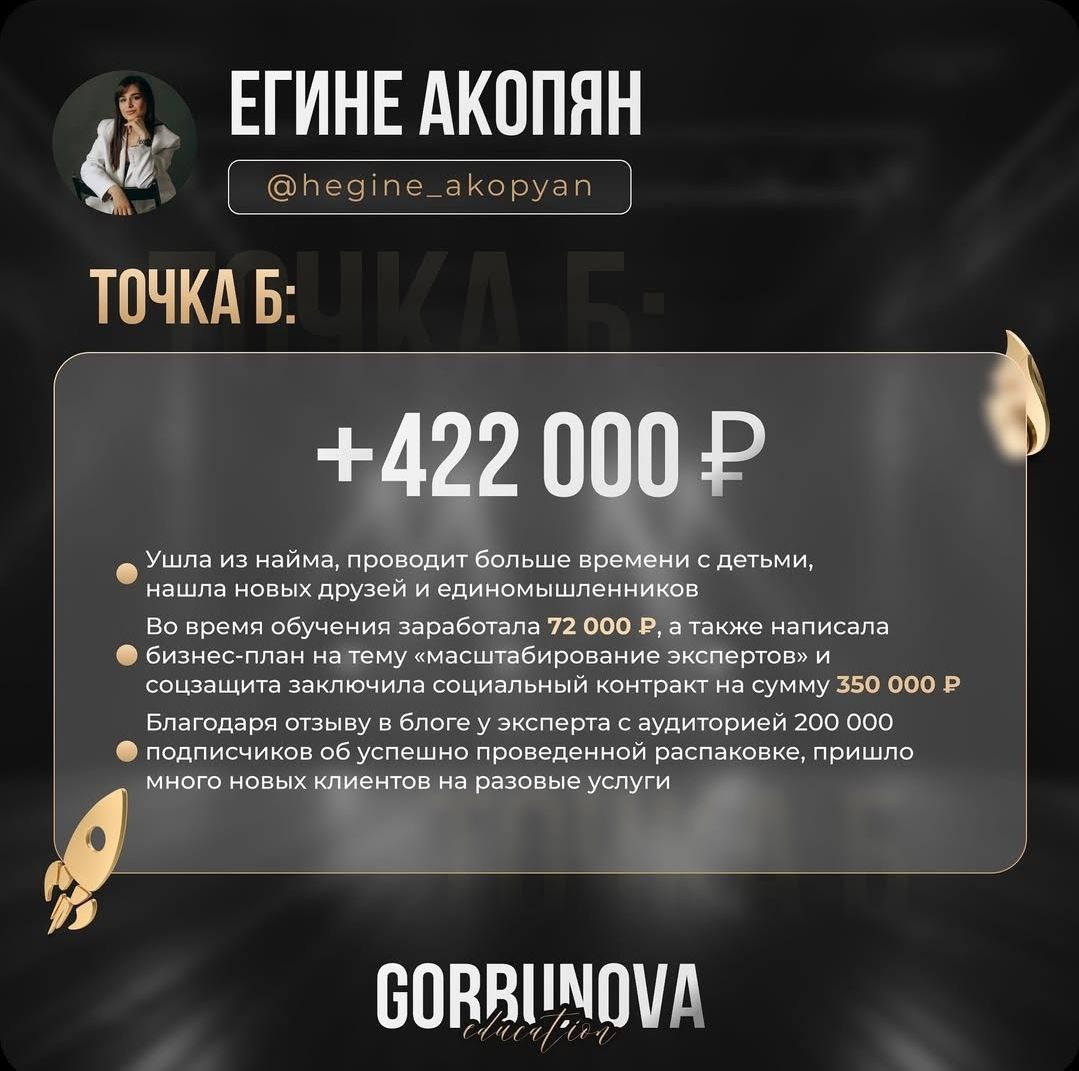 ЕГИНЕ АКОПЯН
@hegine_akopyan
ТОЧКА Б:
+422 000 ₽
Ушла из найма, проводит больше времени с детьми,
нашла новых друзей и единомышленников
Во время обучения заработала 72 000 ₽, а также написала
бизнес-план на тему «масштабирование экспертов» и
соцзащита заключила социальный контракт на сумму 350 000 ₽
Благодаря отзыву в блоге у эксперта с аудиторией 200 000
подписчиков об успешно проведенной распаковке, пришло
много новых клиентов на разовые услуги
GORBUNOVA
education